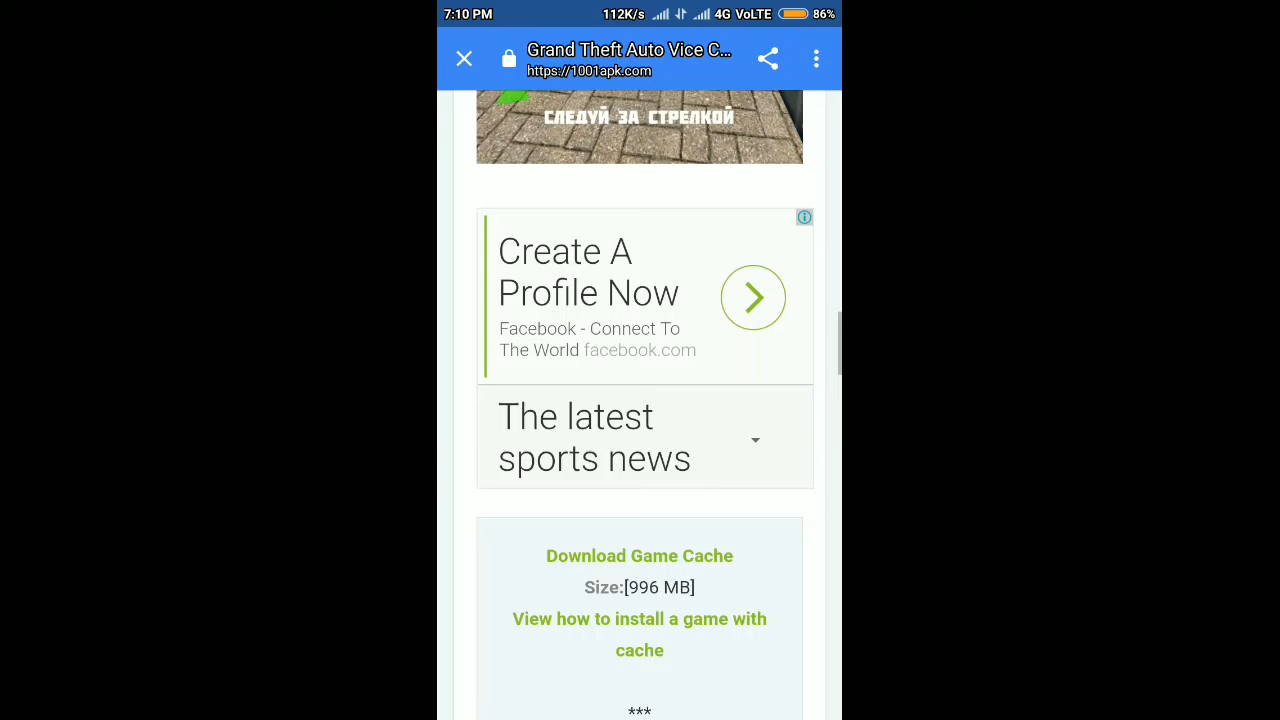 7:10 PM 112K/s 4G VoLTE 86%
Grand Theft Auto Vice C...
https://1001apk.com
СЛЕДУЙ ЗА СТРЕЛКОЙ
Create A
Profile Now
Facebook - Connect To
The World facebook.com
The latest
sports news
Download Game Cache
Size:[996 MB]
View how to install a game with
cache
***